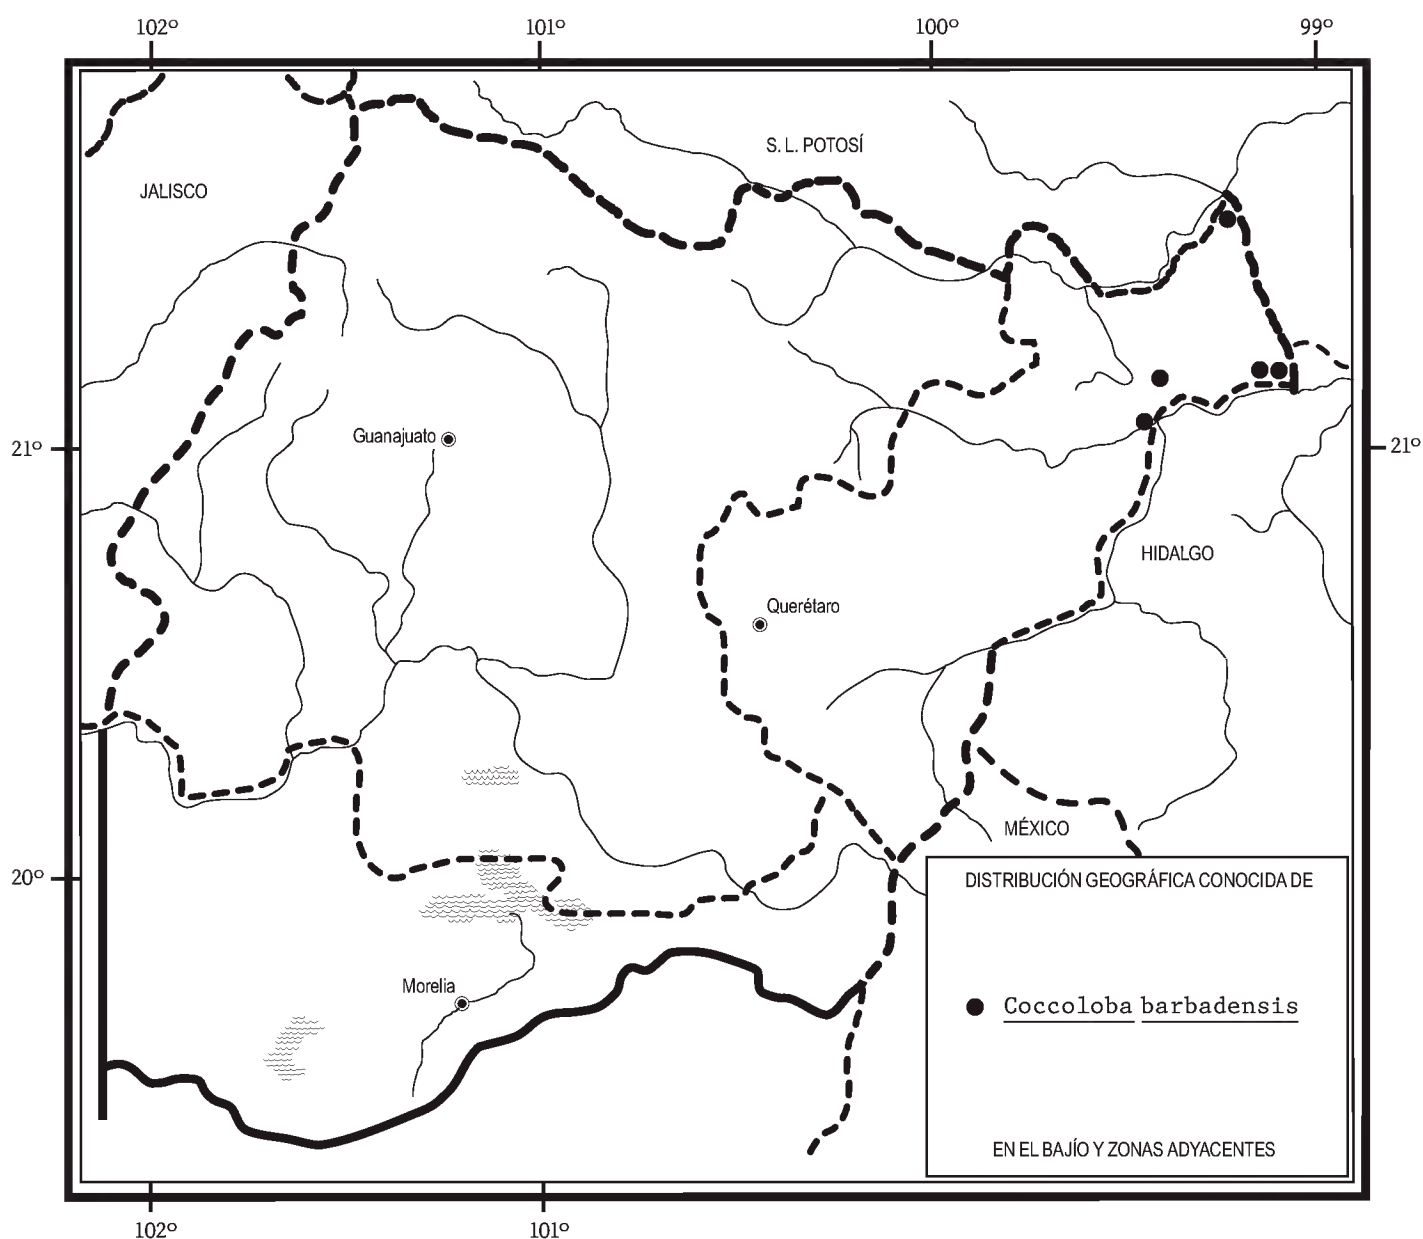 102º 101º 100º 99º
S. L. POTOSÍ
JALISCO
Guanajuato
21º 21º
HIDALGO
Querétaro
MÉXICO
20º
DISTRIBUCIÓN GEOGRÁFICA CONOCIDA DE
Morelia
Coccoloba barbadensis
EN EL BAJÍO Y ZONAS ADYACENTES
102º 101º